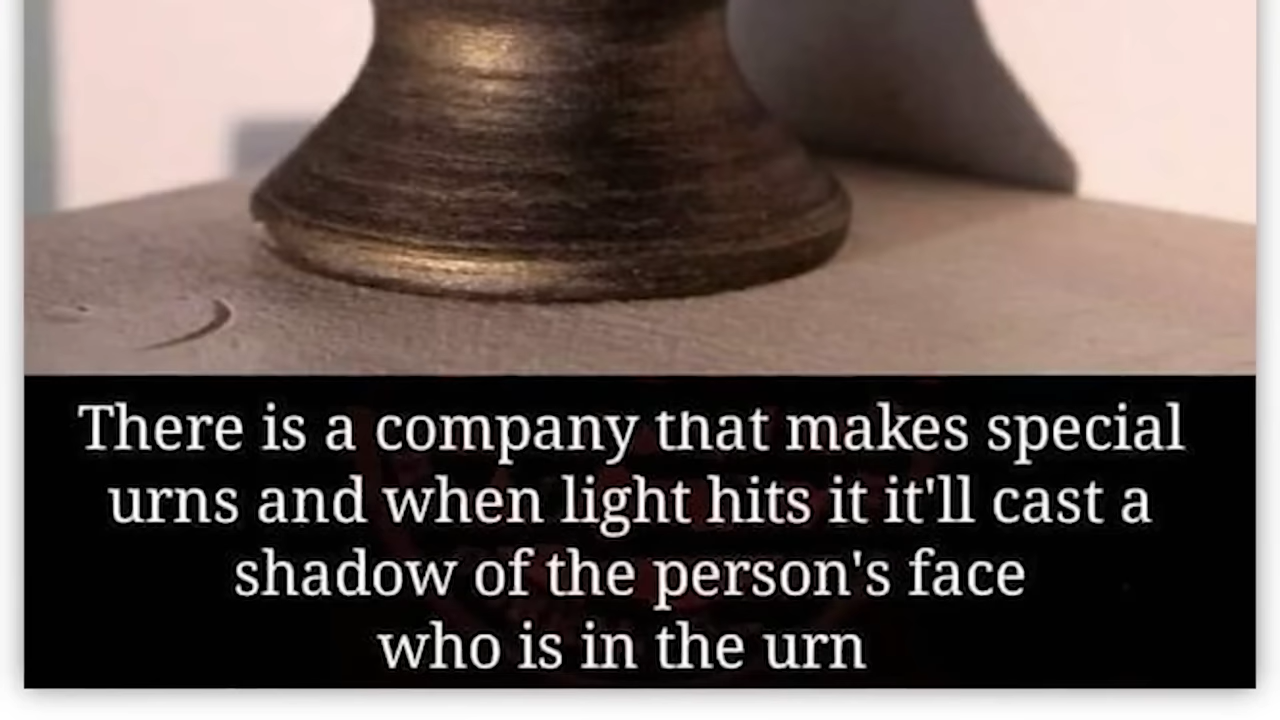 There is a company that makes special
urns and when light hits it it'll cast a
shadow of the person's face
who is in the urn